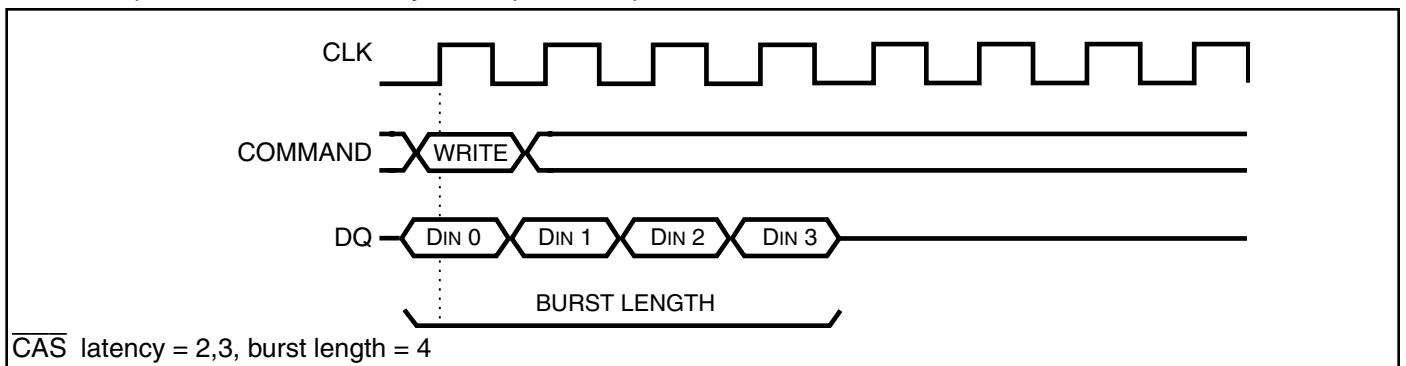 CLK
COMMAND WRITE
DQ DIN 0 DIN 1 DIN 2 DIN 3
BURST LENGTH
CAS latency = 2,3, burst length = 4